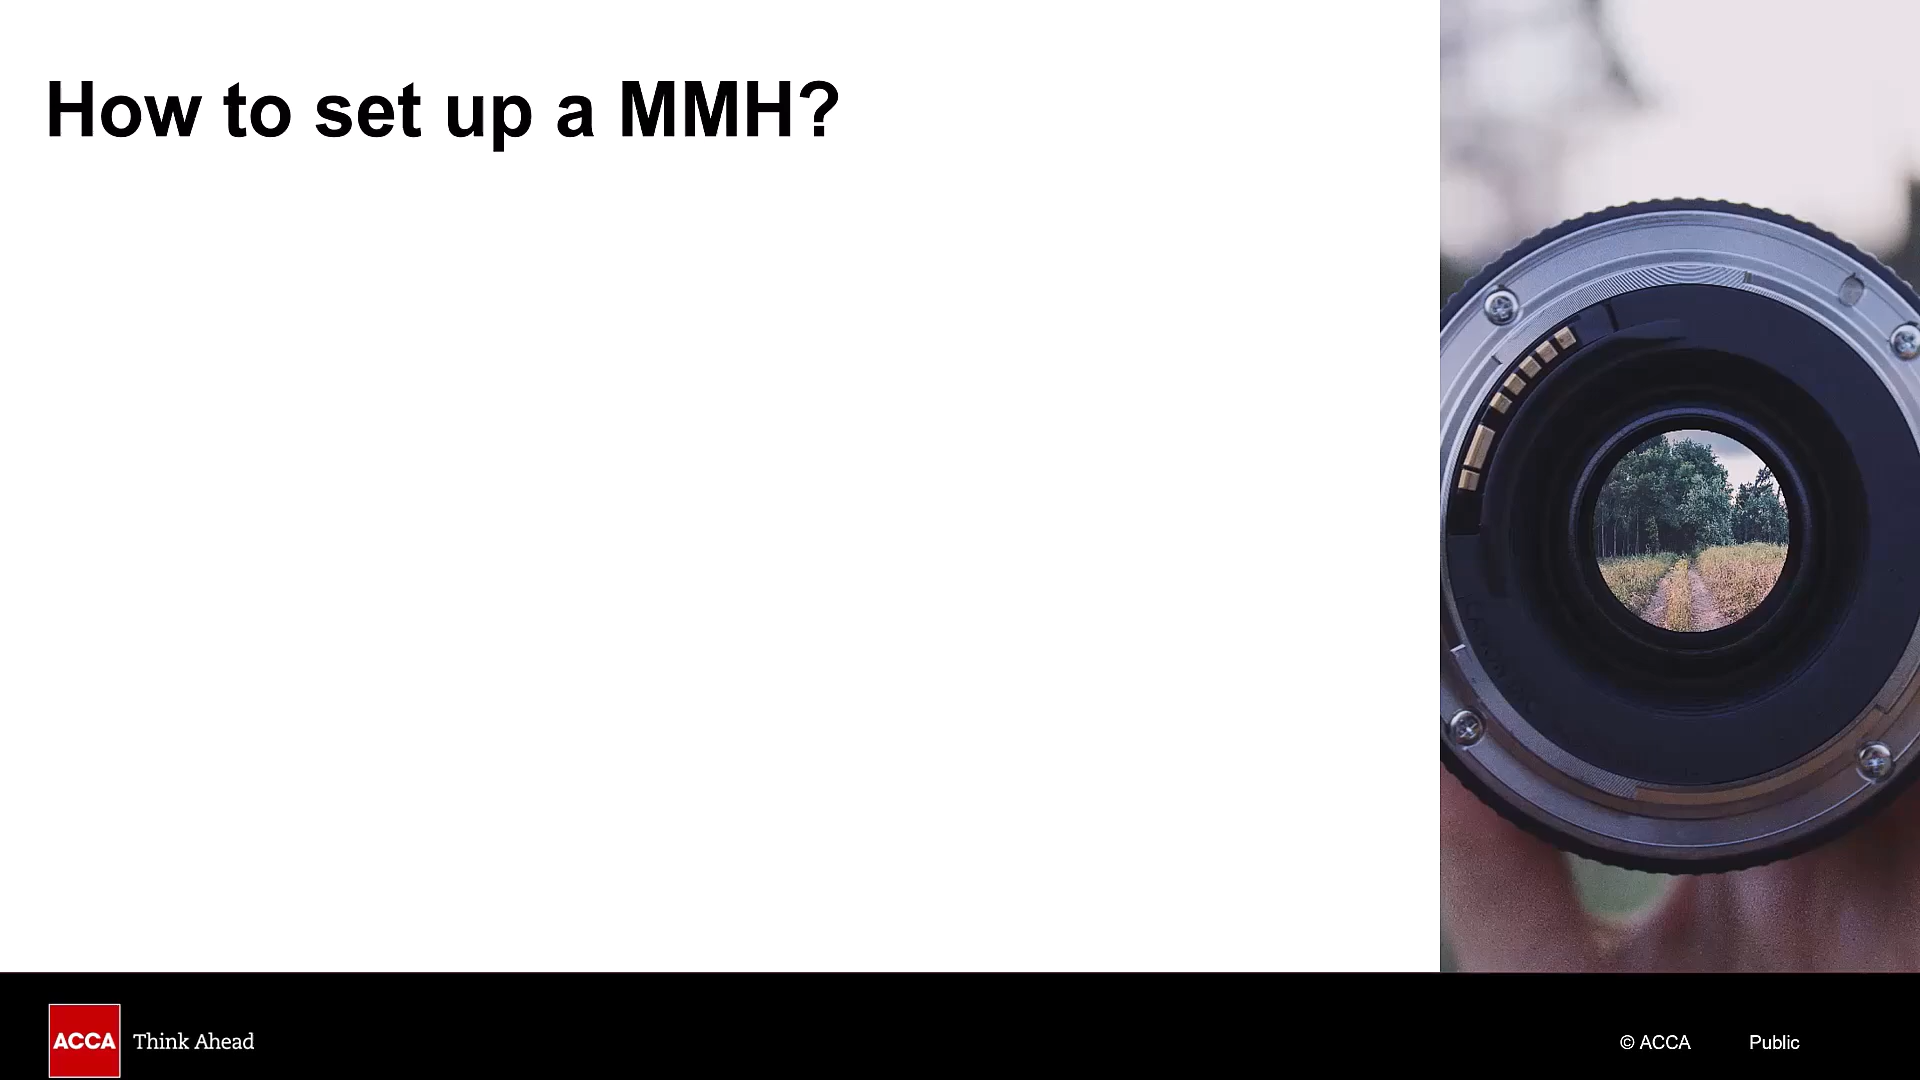 How to set up a MMH?
ACCA
Think Ahead
© ACCA
Public